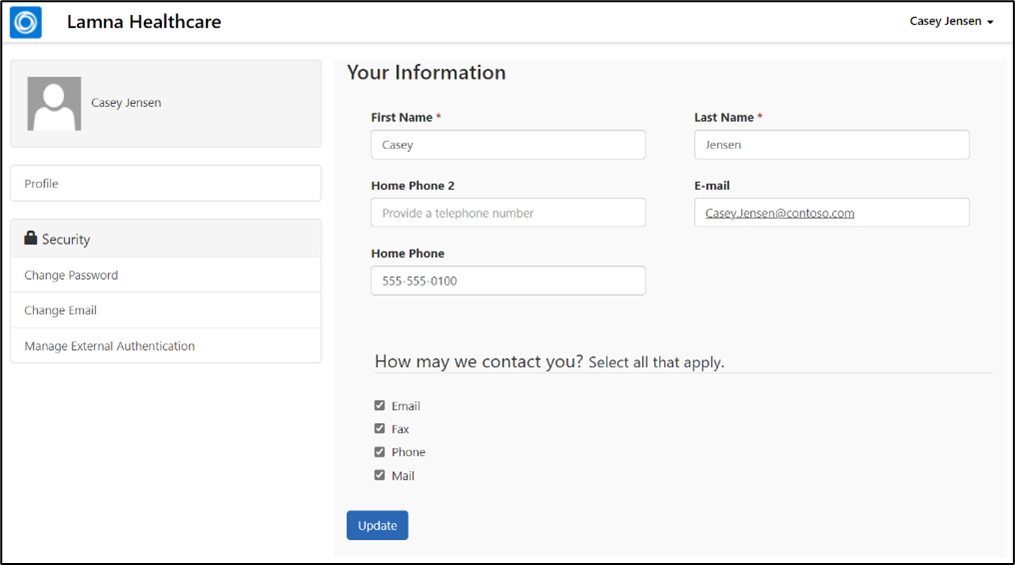 Lamna Healthcare
Casey Jensen
Casey Jensen
Profile
Security
Change Password
Change Email
Manage External Authentication
Your Information
First Name *
Casey
Last Name *
Jensen
Home Phone 2
Provide a telephone number
E-mail
Casey.Jensen@contoso.com
Home Phone
555-555-0100
How may we contact you? Select all that apply.
Email
Fax
Phone
Mail
Update